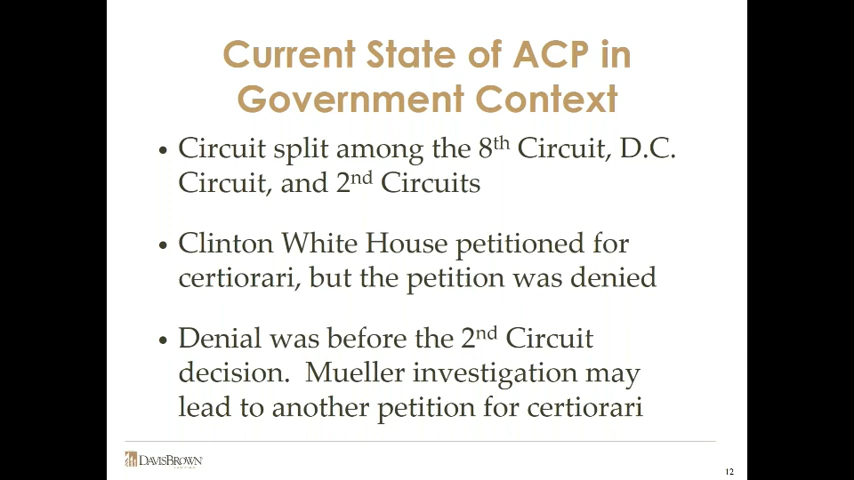 Current State of ACP in
Government Context
• Circuit split among the 8th Circuit, D.C.
Circuit, and 2nd Circuits
• Clinton White House petitioned for
certiorari, but the petition was denied
• Denial was before the 2nd Circuit
decision.  Mueller investigation may
lead to another petition for certiorari
DAVISBROWN
12